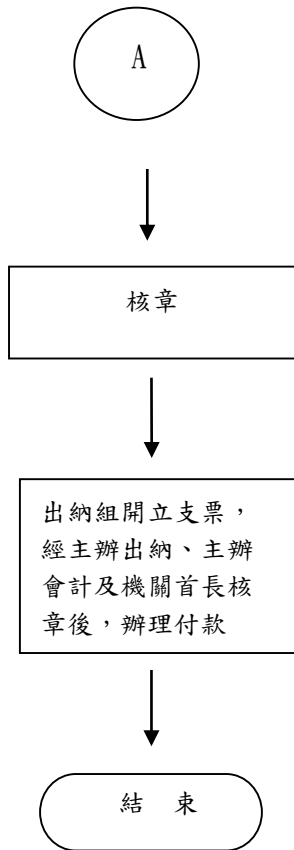 A
核章
出納組開立支票，
經主辦出納、主辦
會計及機關首長核
章後，辦理付款
結 束